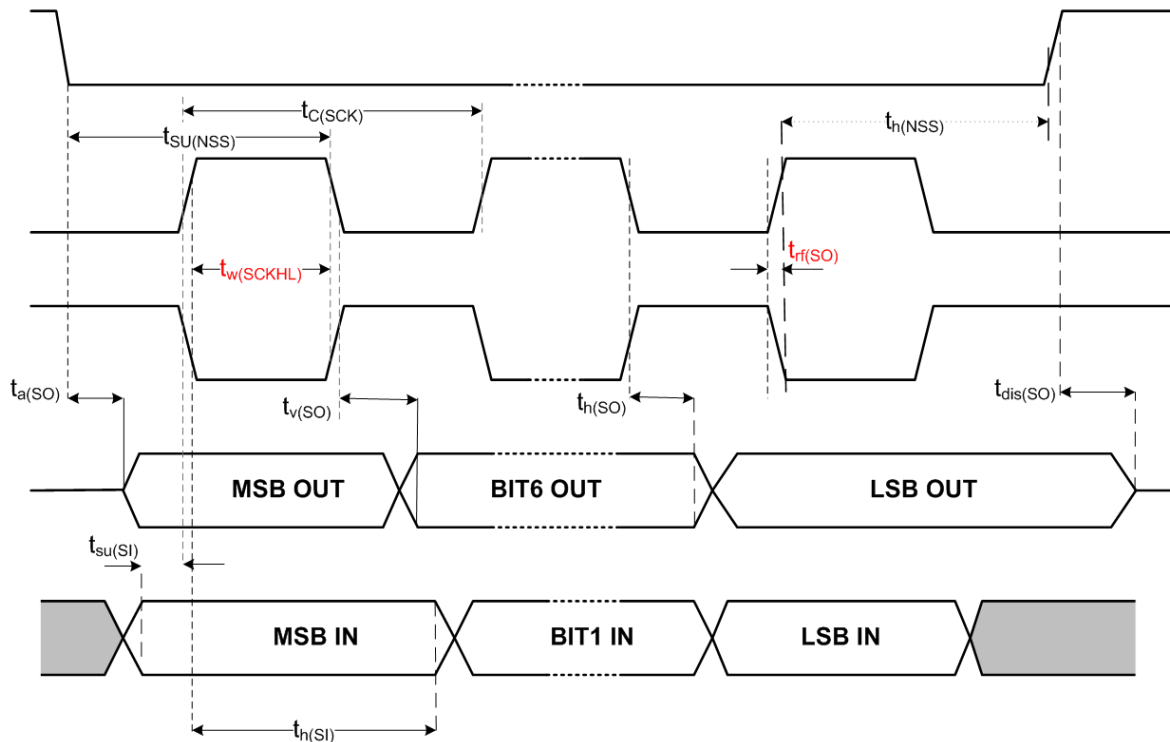 tC(SCK)
tSU(NSS)
th(NSS)
tw(SCKHL)
trf(SO)
ta(SO)
tv(SO)
th(SO)
tdis(SO)
MSB OUT
BIT6 OUT
LSB OUT
tsu(SI)
MSB IN
BIT1 IN
LSB IN
th(SI)